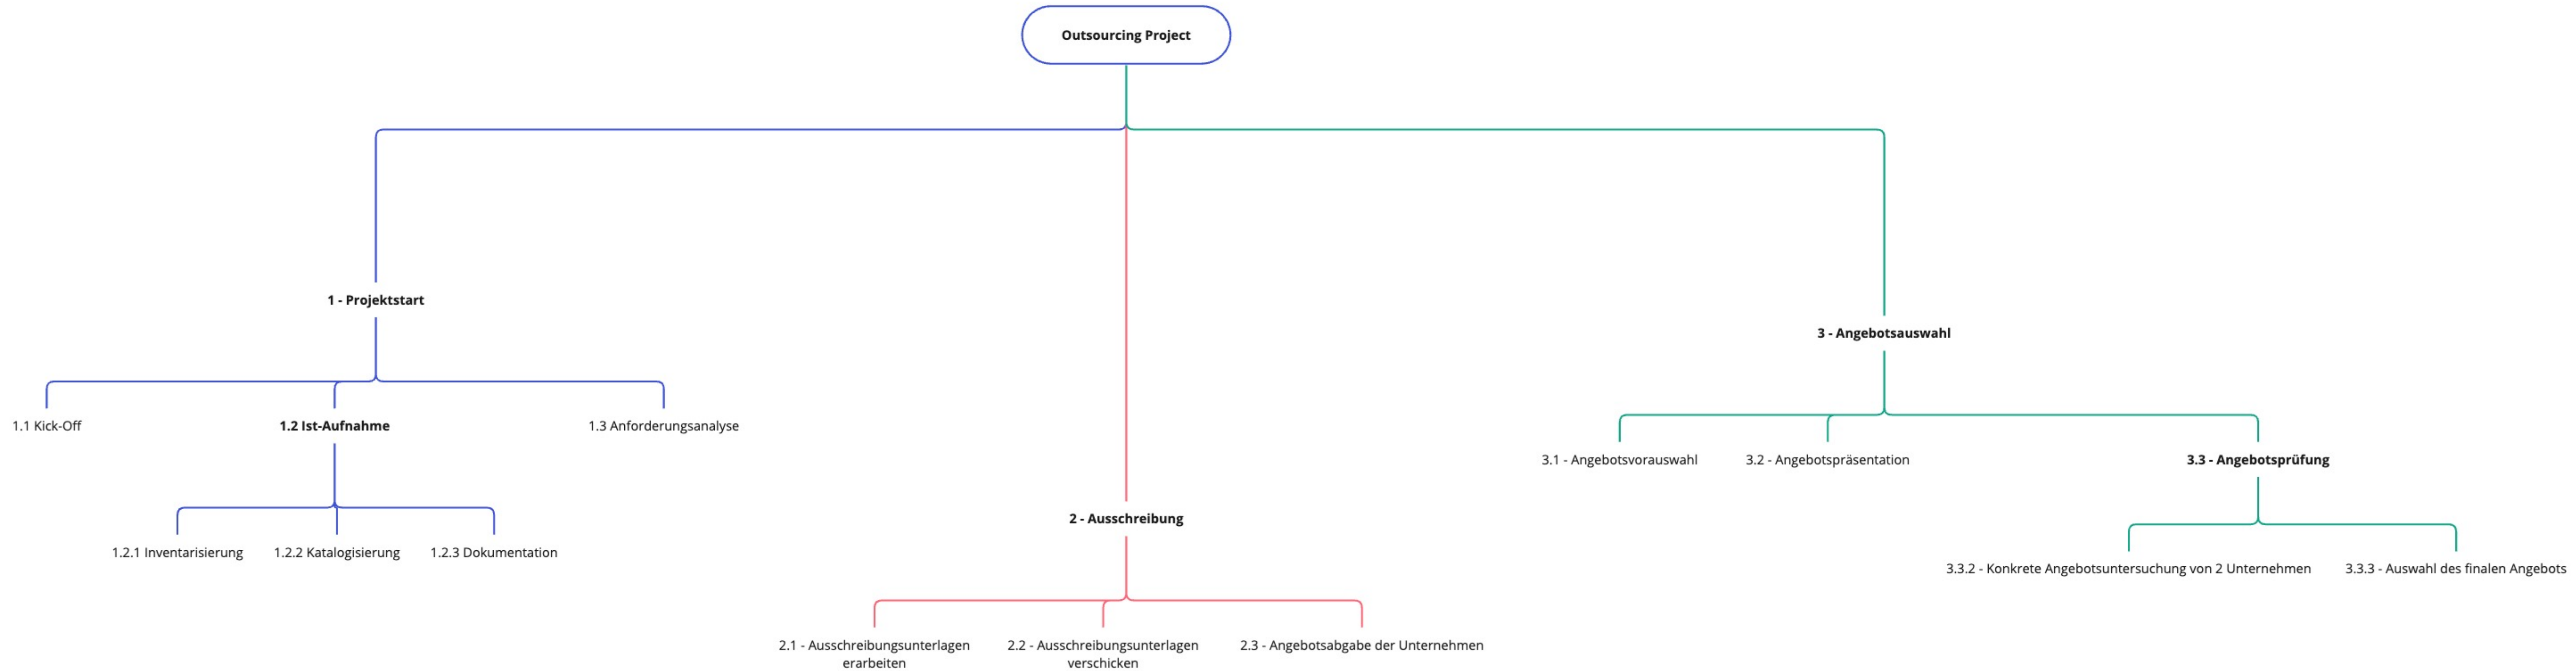 Outsourcing Project
1 - Projektstart
3 - Angebotsauswahl
1.1 Kick-Off
1.2 Ist-Aufnahme
1.3 Anforderungsanalyse
3.1 - Angebotsvorauswahl
3.2 - Angebotspräsentation
3.3 - Angebotsprüfung
2 - Ausschreibung
1.2.1 Inventarisierung
1.2.2 Katalogisierung
1.2.3 Dokumentation
3.3.2 - Konkrete Angebotsuntersuchung von 2 Unternehmen
3.3.3 - Auswahl des finalen Angebots
2.1 - Ausschreibungsunterlagen
erarbeiten
2.2 - Ausschreibungsunterlagen
verschicken
2.3 - Angebotsabgabe der Unternehmen